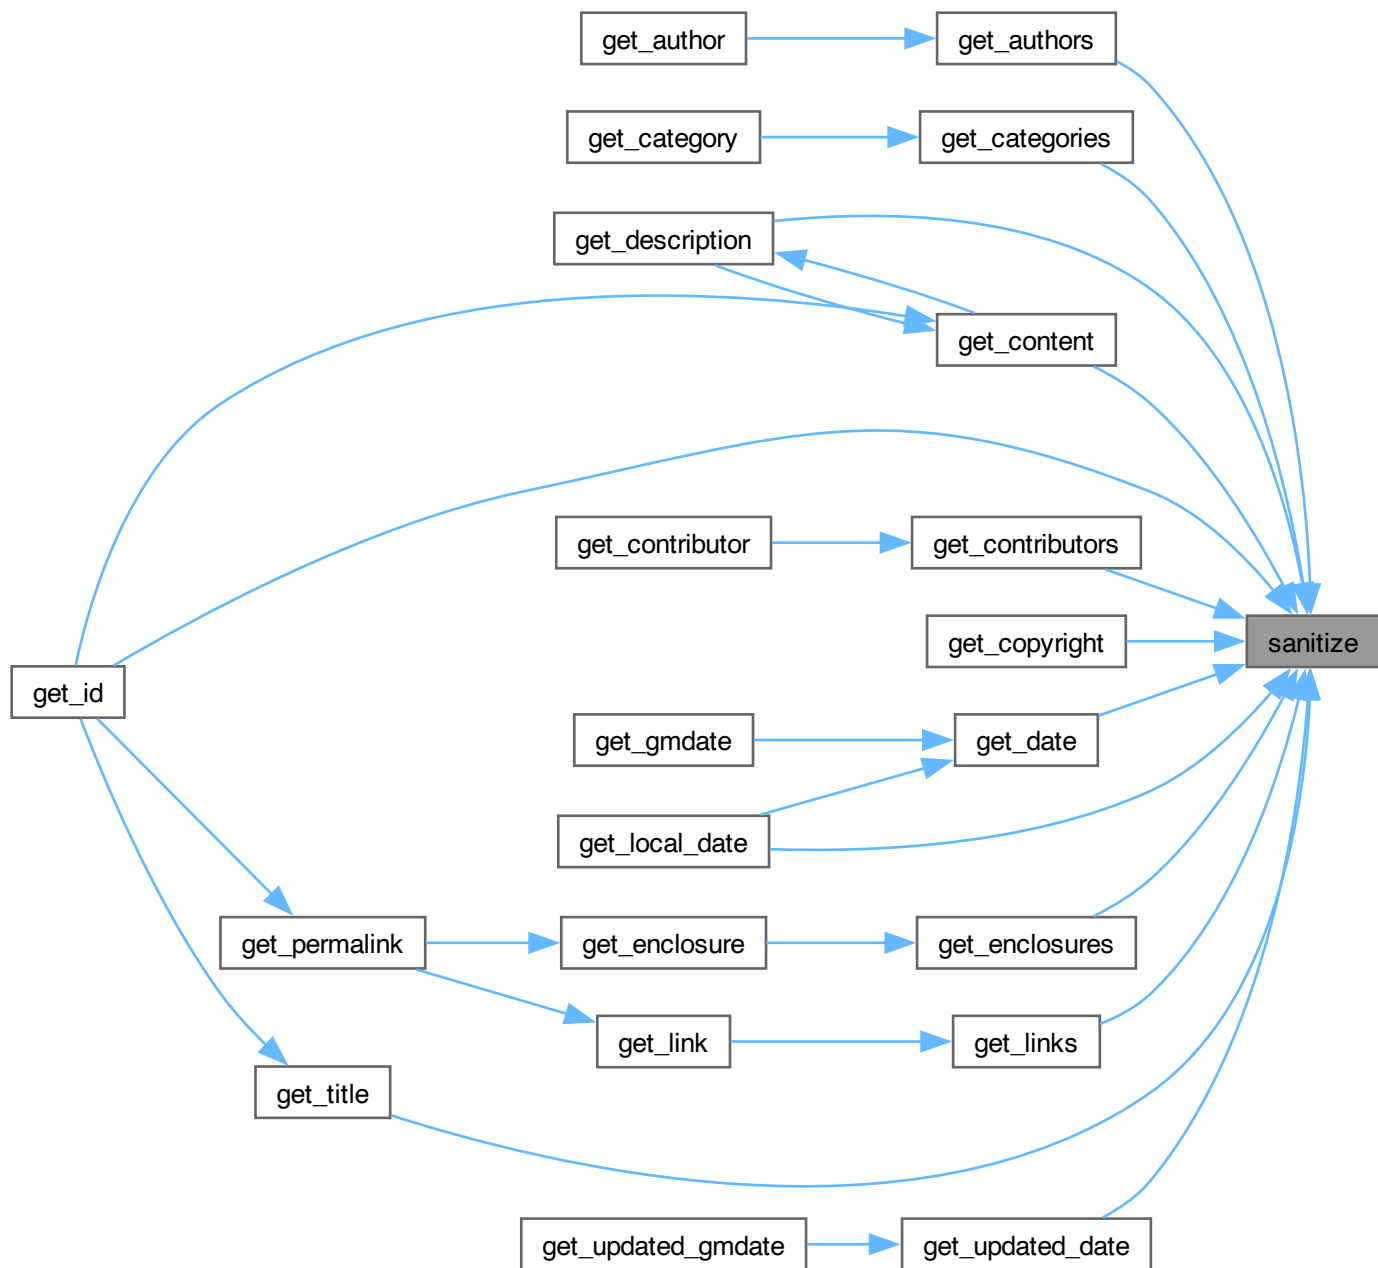 get_author
get_authors
get_category
get_categories
get_description
get_content
get_contributor
get_contributors
get_copyright
sanitize
get_id
get_gmdate
get_date
get_local_date
get_permalink
get_enclosure
get_enclosures
get_link
get_links
get_title
get_updated_gmdate
get_updated_date